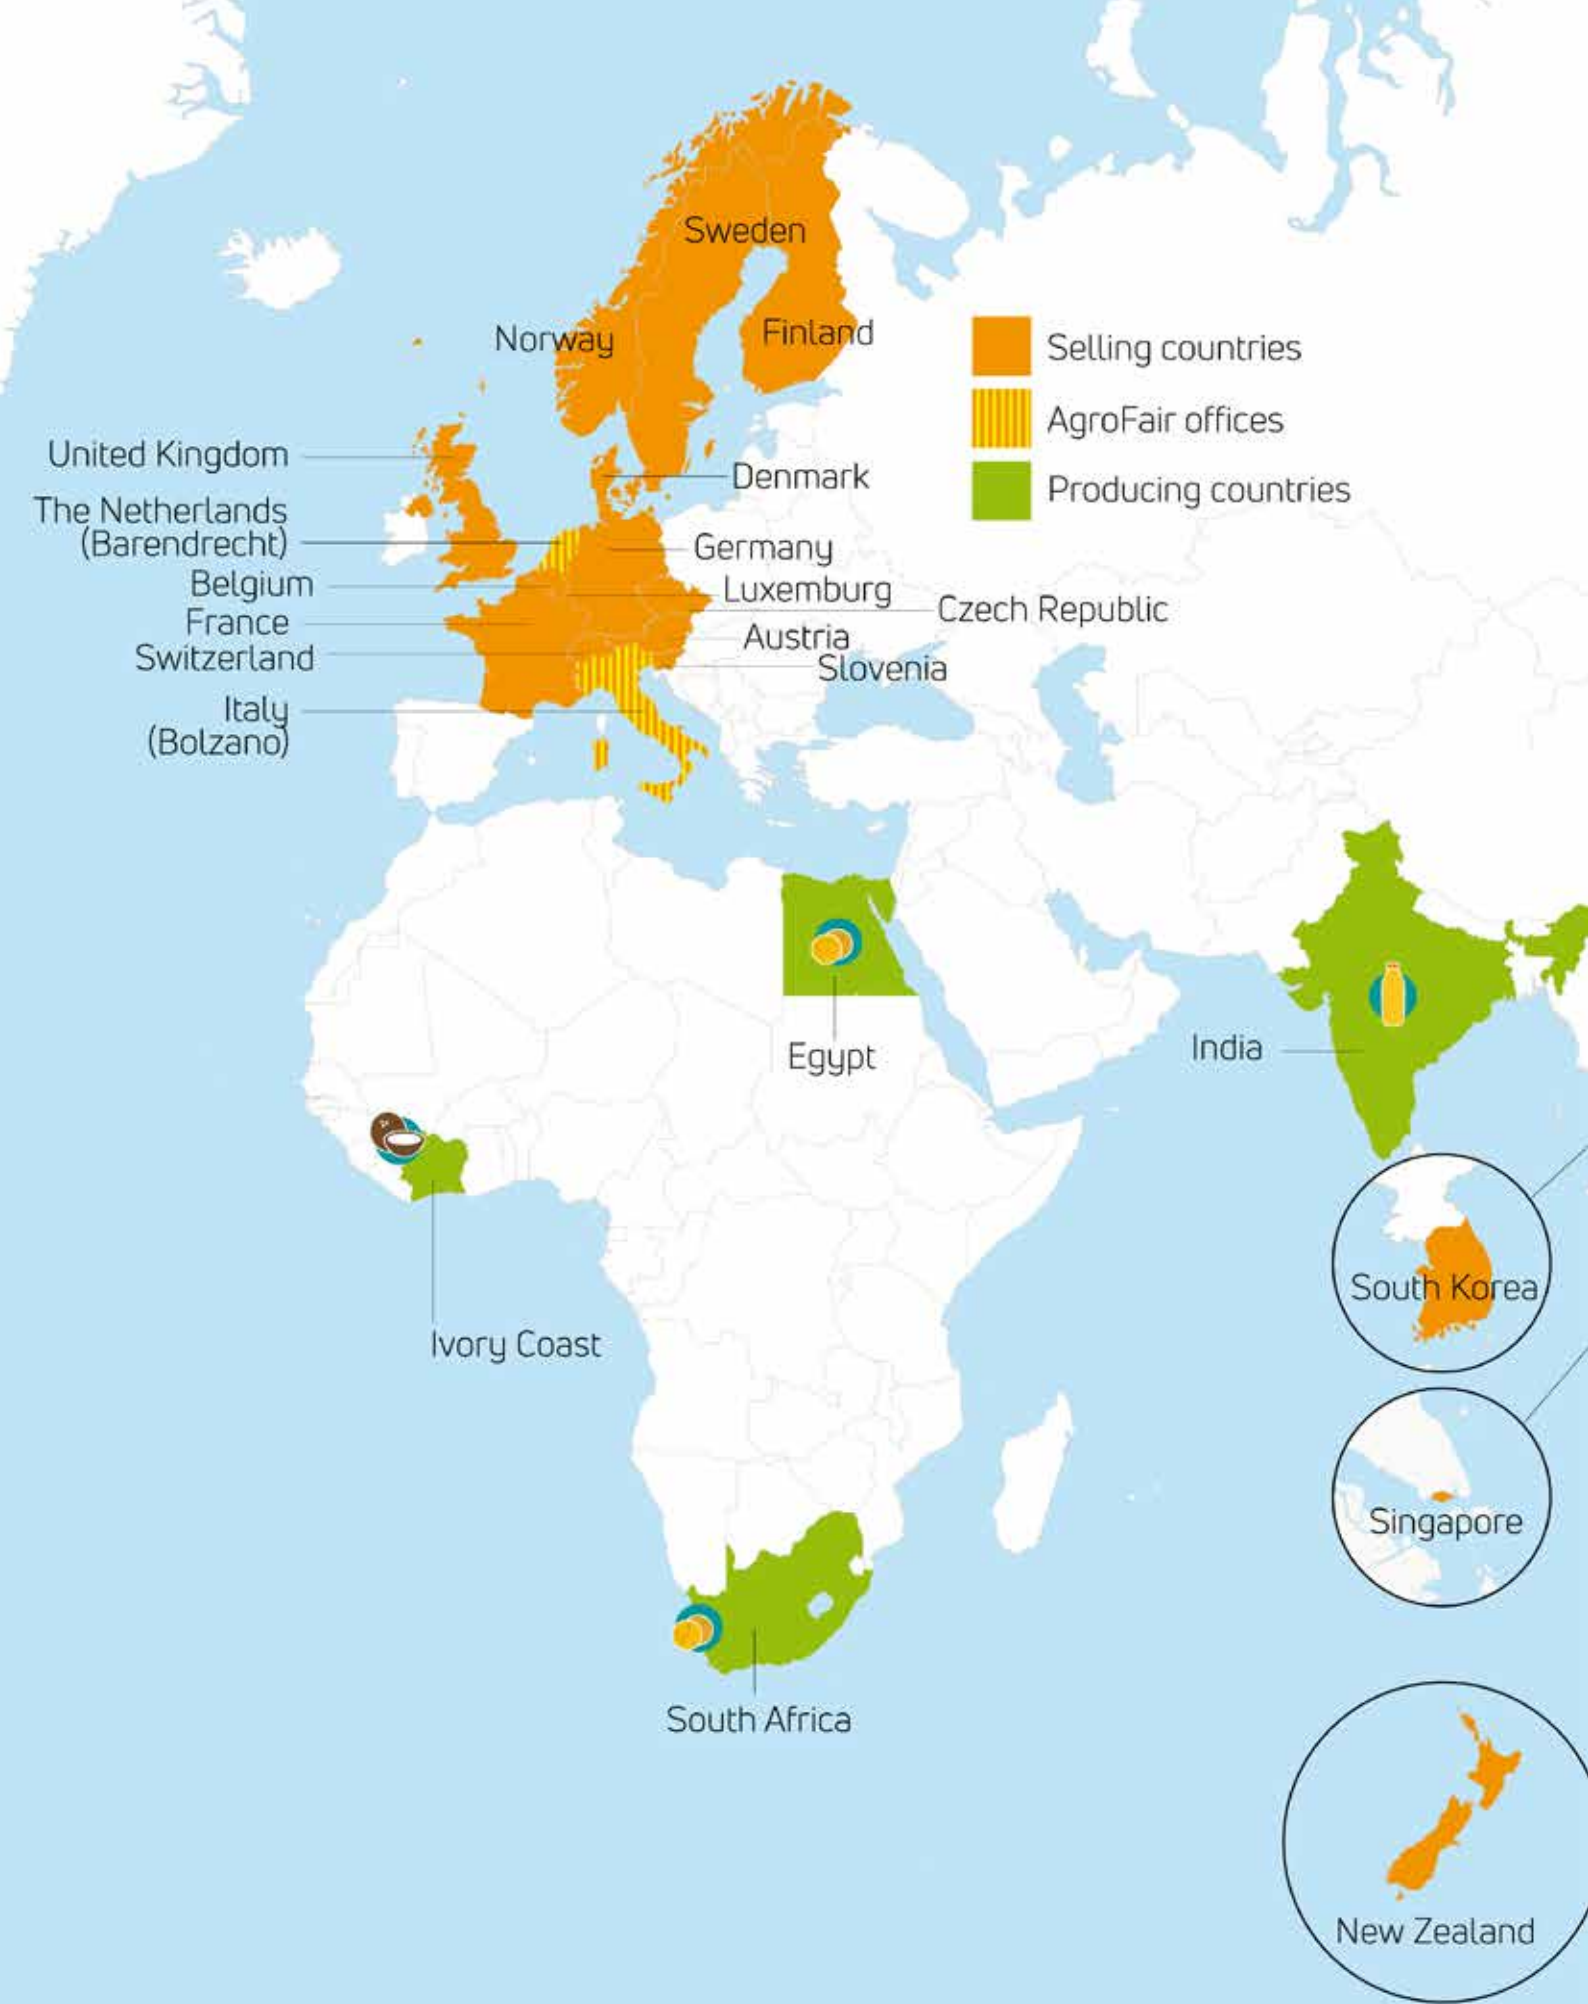 Sweden
Norway
Finland
Selling countries
AgroFair offices
Producing countries
United Kingdom
The Netherlands
(Barendrecht)
Belgium
France
Switzerland
Italy
(Bolzano)
Denmark
Germany
Luxemburg
Czech Republic
Austria
Slovenia
Egypt
India
Ivory Coast
South Korea
Singapore
South Africa
New Zealand